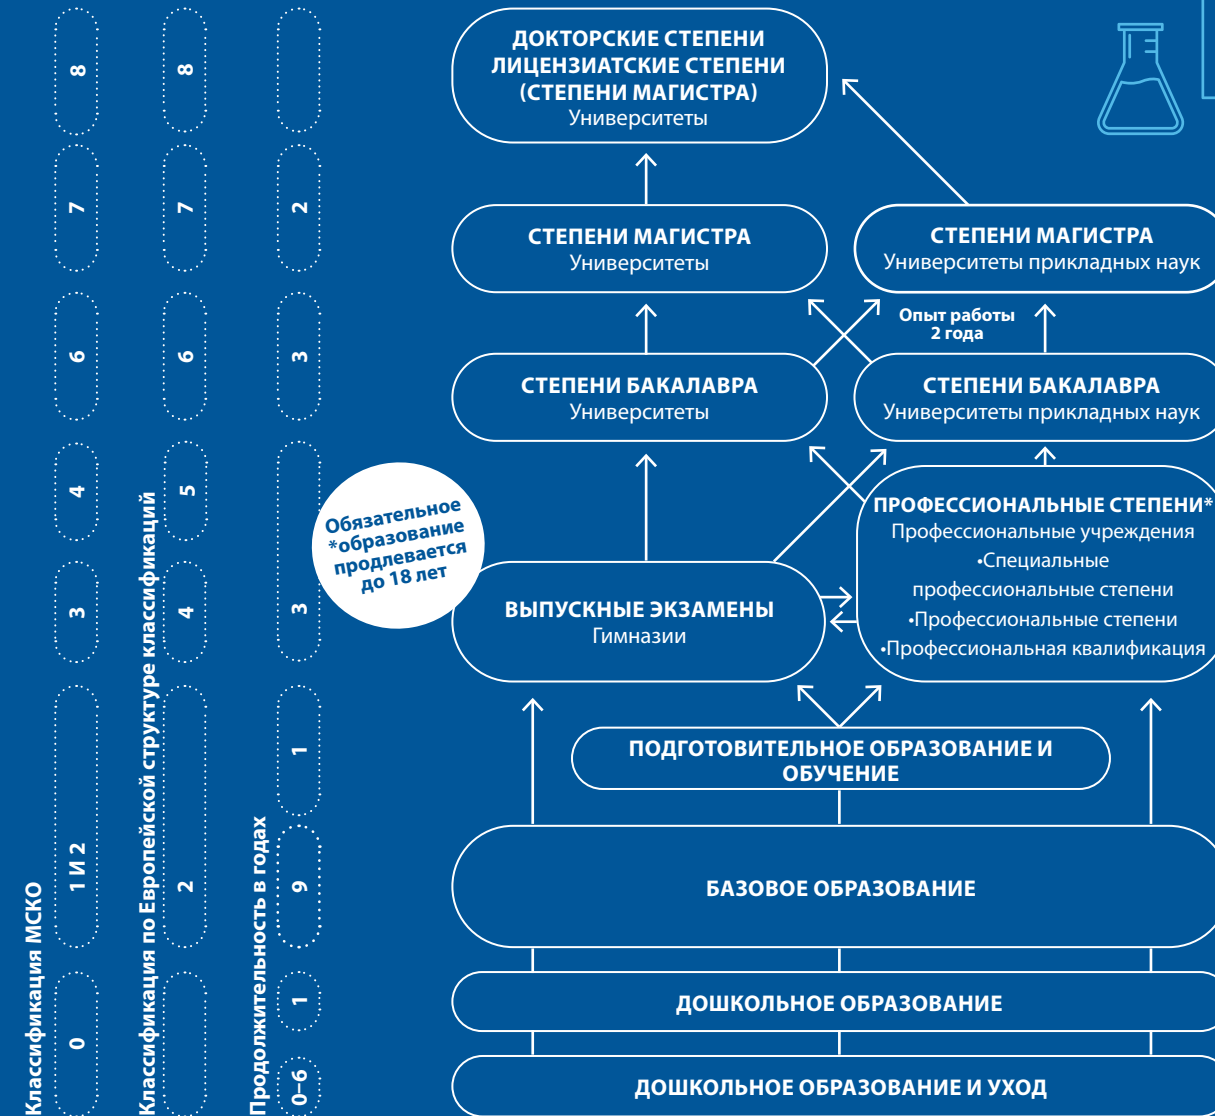 Классификация МСКО
0
1 И 2
3
4
6
7
8
Классификация по Европейской структуре классификаций
2
4
5
6
7
8
Продолжительность в годах
0–6
1
9
1
3
3
2
ДОКТОРСКИЕ СТЕПЕНИ
ЛИЦЕНЗИАТСКИЕ СТЕПЕНИ
(СТЕПЕНИ МАГИСТРА)
Университеты
СТЕПЕНИ МАГИСТРА
Университеты
СТЕПЕНИ МАГИСТРА
Университеты прикладных наук
Опыт работы
2 года
СТЕПЕНИ БАКАЛАВРА
Университеты
СТЕПЕНИ БАКАЛАВРА
Университеты прикладных наук
Обязательное
*образование
продлевается
до 18 лет
ВЫПУСКНЫЕ ЭКЗАМЕНЫ
Гимназии
ПРОФЕССИОНАЛЬНЫЕ СТЕПЕНИ*
Профессиональные учреждения
•Специальные
профессиональные степени
•Профессиональные степени
•Профессиональная квалификация
ПОДГОТОВИТЕЛЬНОЕ ОБРАЗОВАНИЕ И
ОБУЧЕНИЕ
БАЗОВОЕ ОБРАЗОВАНИЕ
ДОШКОЛЬНОЕ ОБРАЗОВАНИЕ
ДОШКОЛЬНОЕ ОБРАЗОВАНИЕ И УХОД